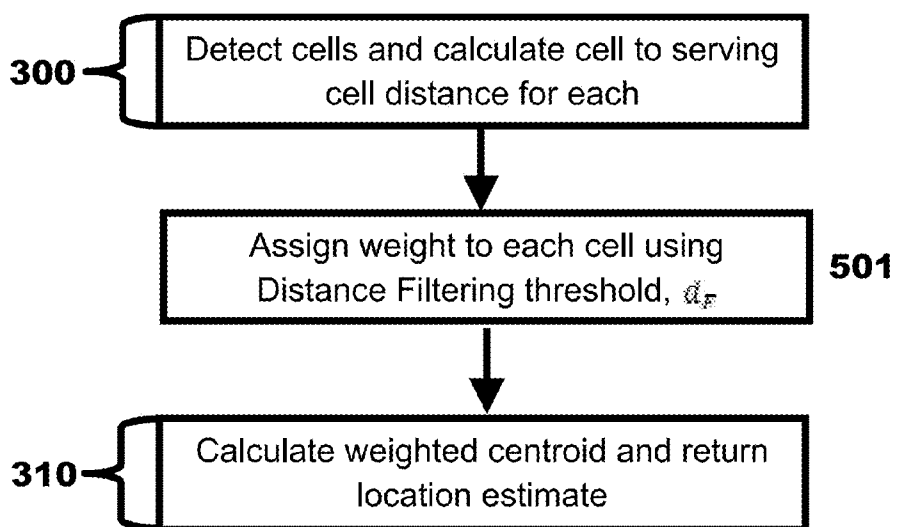 300
Detect cells and calculate cell to serving
cell distance for each
Assign weight to each cell using
Distance Filtering threshold, d_F
501
310
Calculate weighted centroid and return
location estimate